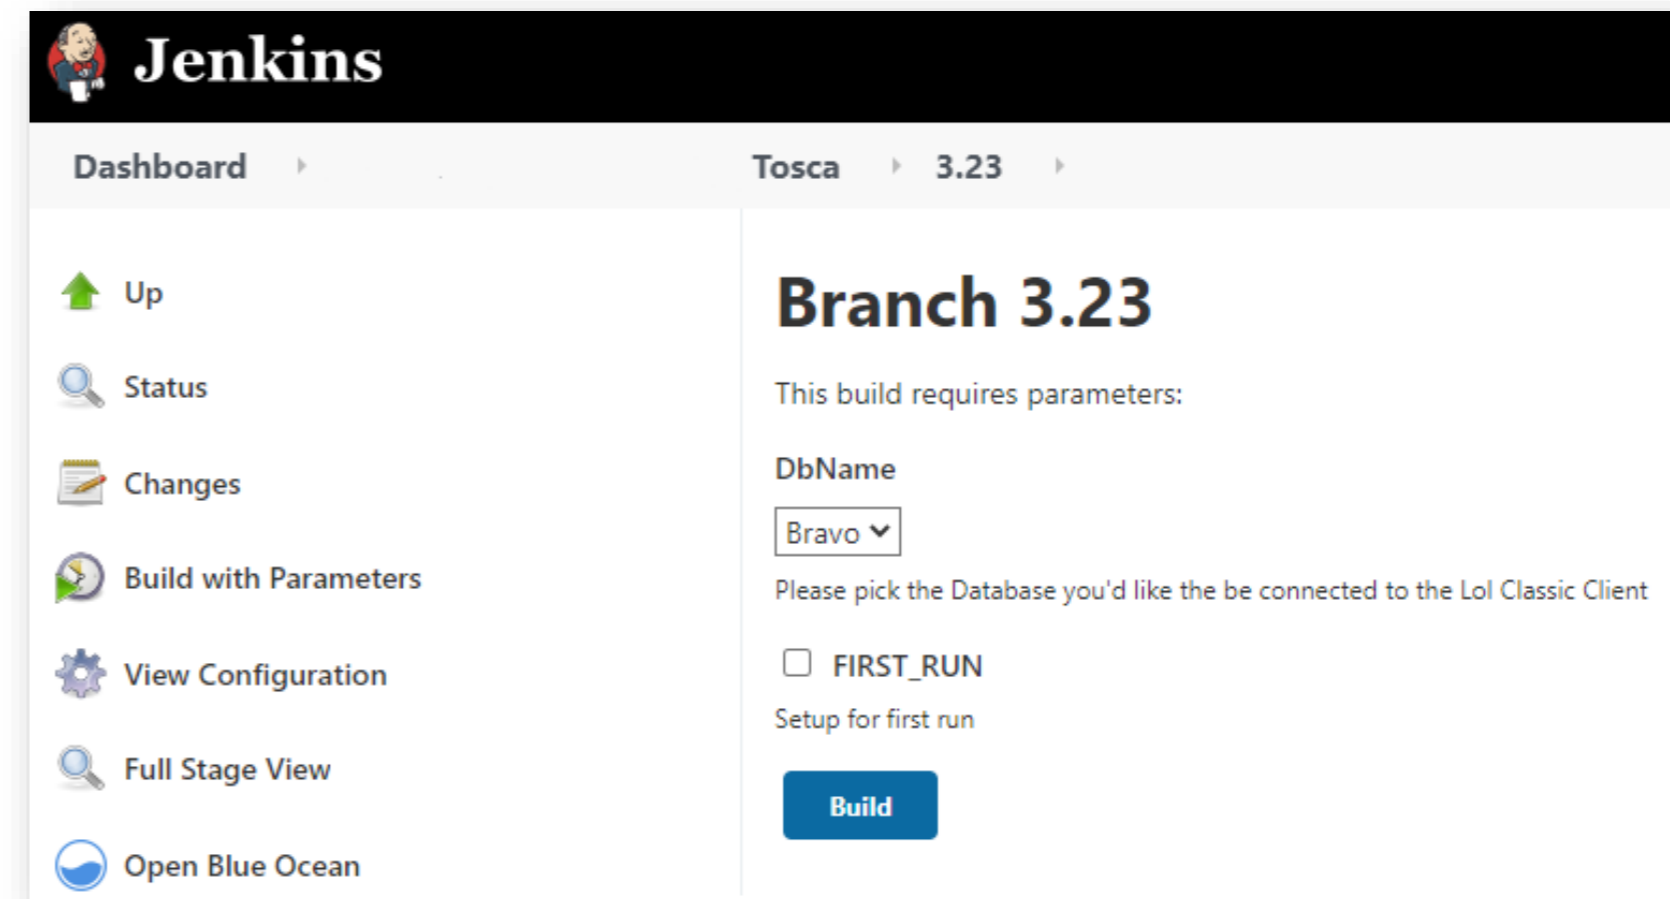 Jenkins
Dashboard
Tosca
3.23
Up
Status
Changes
Build with Parameters
View Configuration
Full Stage View
Open Blue Ocean
Branch 3.23
This build requires parameters:
DbName
Bravo
Please pick the Database you'd like the be connected to the Lol Classic Client
FIRST_RUN
Setup for first run
Build